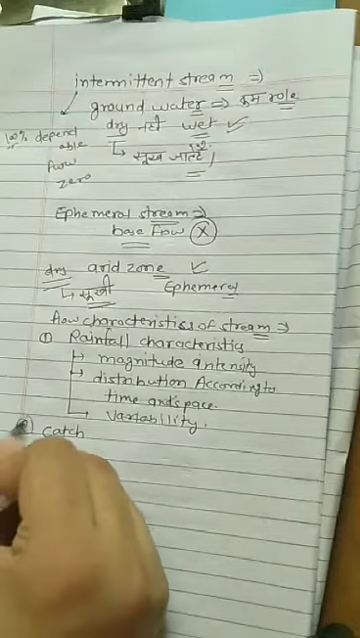 intermittent stream ⇒
ground water ⇒ कम role
dry नदी wet ✓
↳ सूख जाते है।
100% depend
able
flow
zero
Ephemeral stream ⇒
base flow ⓧ
dry arid zone ✓
↳ सूखी Ephemeral
flow characteristics of stream ⇒
① Rainfall characteristics
↦ magnitude intensity
↦ distribution According to
time and space.
↳ Variability.
② Catch